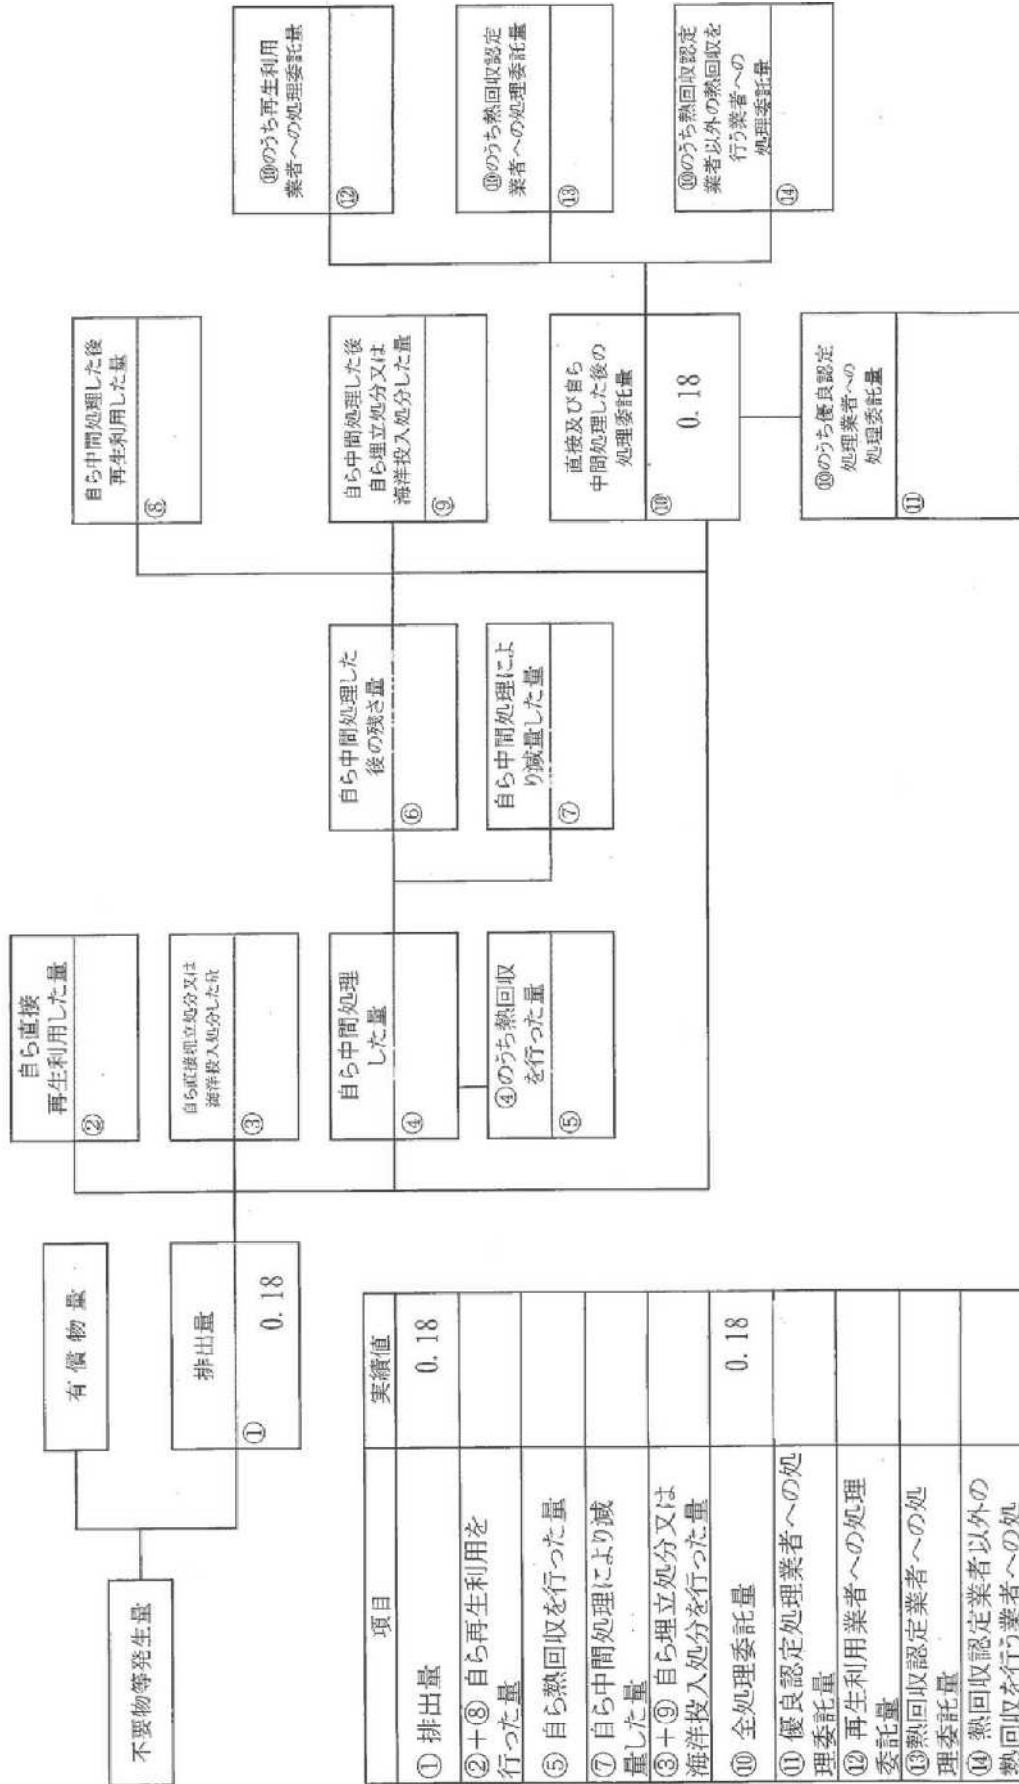 不要物等発生量
有償物量
排出量
①
0.18
自ら直接
再生利用した量
②
自ら直接埋立処分又は
海洋投入処分した量
③
自ら中間処理
した量
④
④のうち熱回収
を行った量
⑤
自ら中間処理した
後の残さ量
⑥
自ら中間処理によ
り減量した量
⑦
自ら中間処理した後
再生利用した量
⑧
自ら中間処理した後
自ら埋立処分又は
海洋投入処分した量
⑨
直接及び自ら
中間処理した後の
処理委託量
⑩
0.18
⑩のうち優良認定
処理業者への
処理委託量
⑪
⑩のうち再生利用
業者への処理委託量
⑫
⑩のうち熱回収認定
業者への処理委託量
⑬
⑩のうち熱回収認定
業者以外の熱回収を
行う業者への
処理委託量
⑭
項目 実績値
①排出量 0.18
②+⑧ 自ら再生利用を
行った量
⑤ 自ら熱回収を行った量
⑦ 自ら中間処理により減
量した量
③+⑨ 自ら埋立処分又は
海洋投入処分を行った量
⑩ 全処理委託量 0.18
⑪ 優良認定処理業者への処
理委託量
⑫ 再生利用業者への処理
委託量
⑬熱回収認定業者への処
理委託量
⑭ 熱回収認定業者以外の
熱回収を行う業者への処